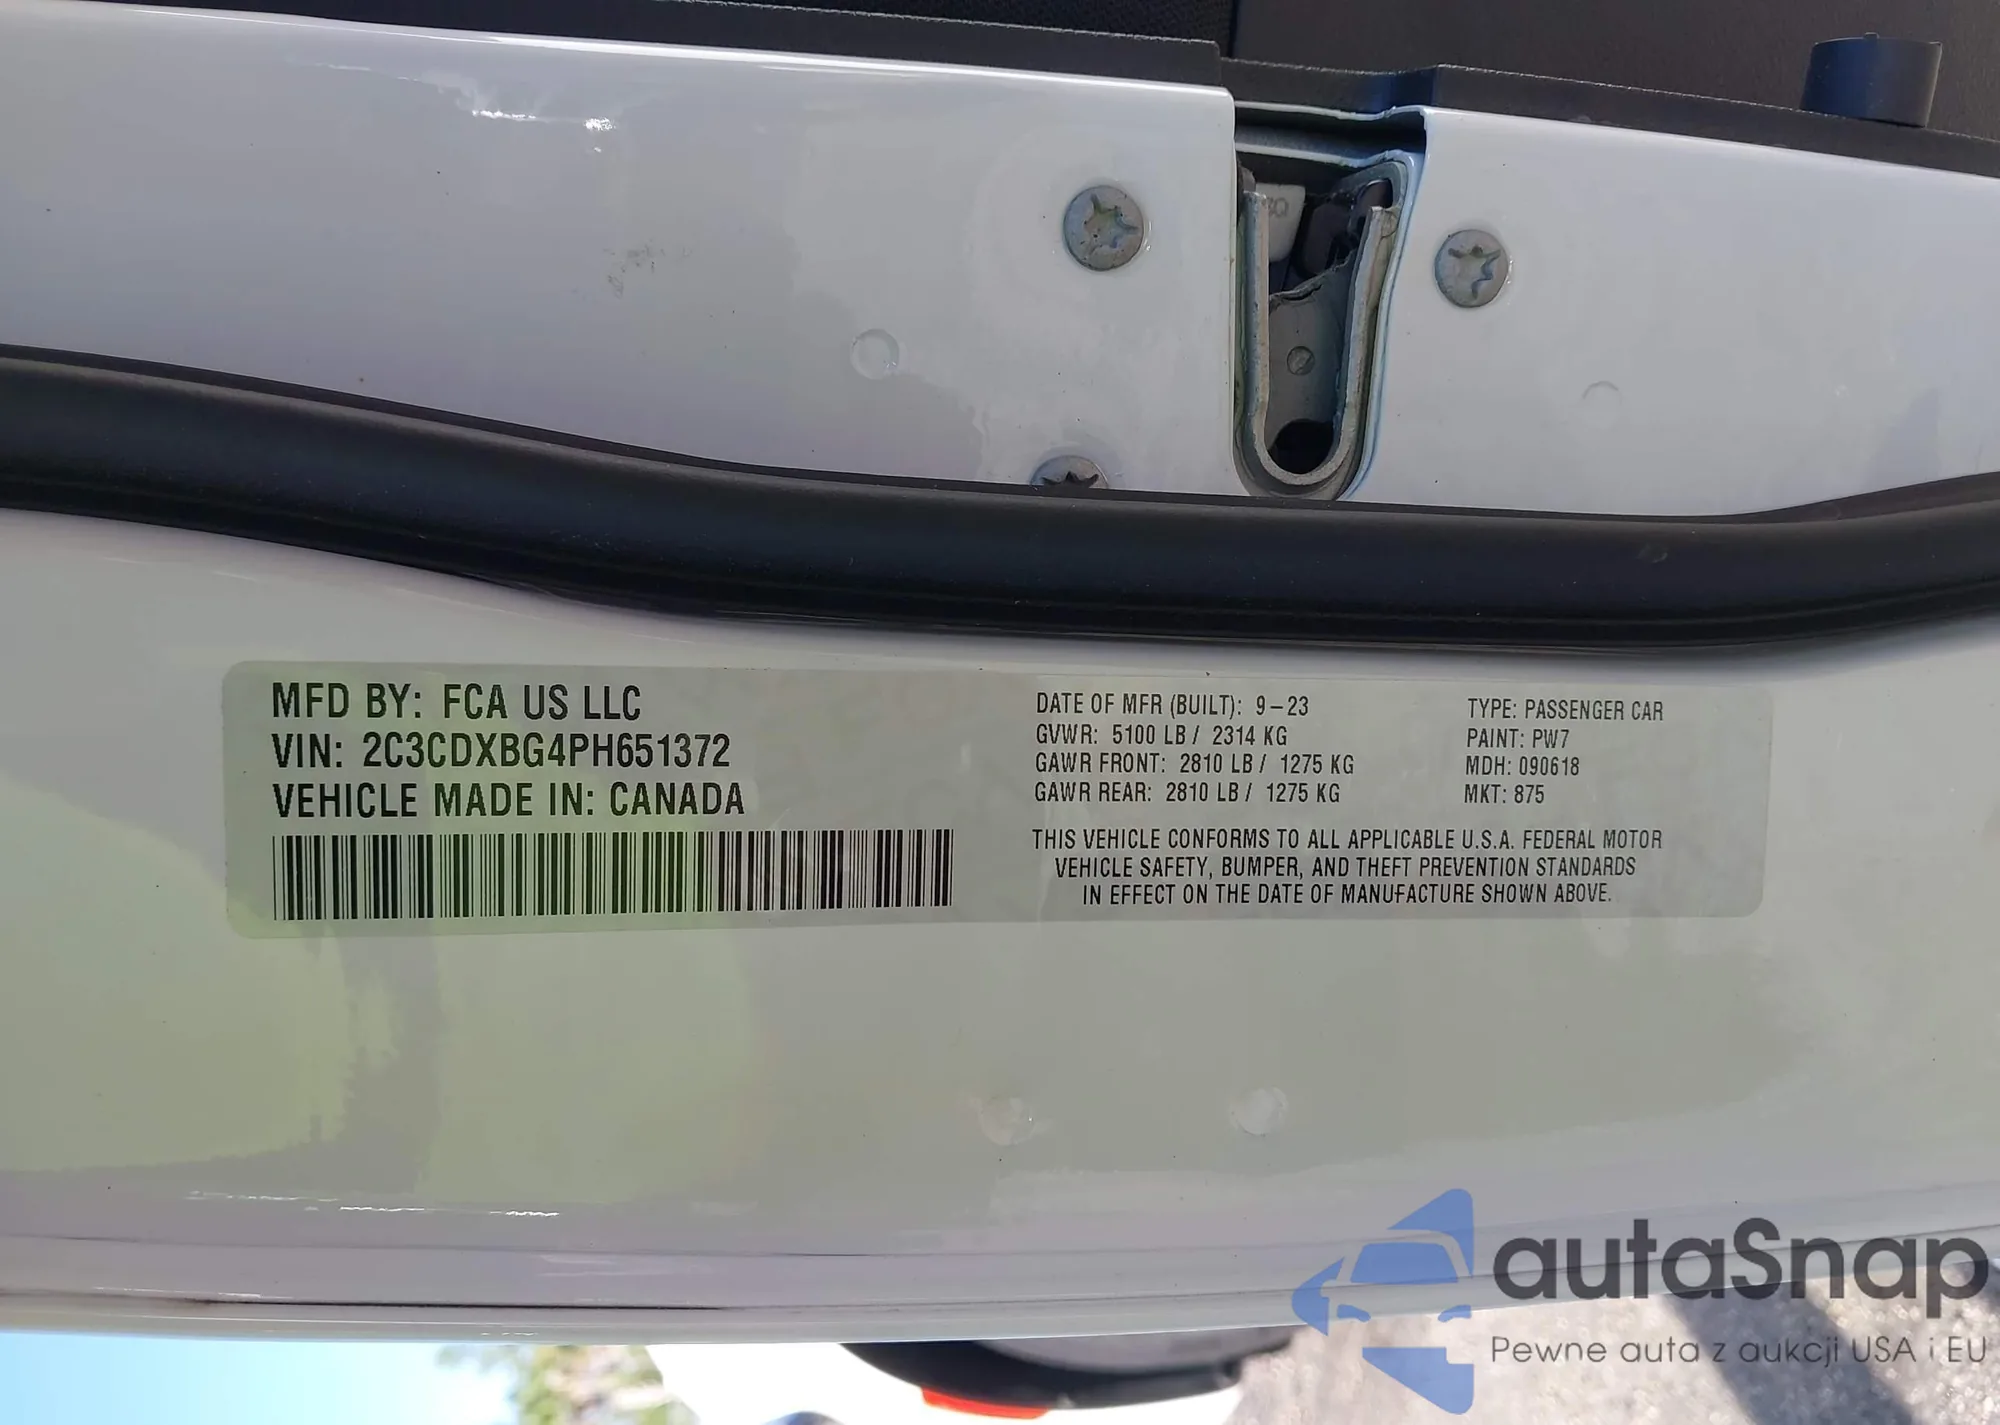 MFD BY: FCA US LLC
VIN: 2C3CDXBG4PH651372
VEHICLE MADE IN: CANADA
DATE OF MFR (BUILT): 9-23
GVWR: 5100 LB / 2314 KG
GAWR FRONT: 2810 LB / 1275 KG
GAWR REAR: 2810 LB / 1275 KG
TYPE: PASSENGER CAR
PAINT: PW7
MDH: 090618
MKT: 875
THIS VEHICLE CONFORMS TO ALL APPLICABLE U.S.A. FEDERAL MOTOR
VEHICLE SAFETY, BUMPER, AND THEFT PREVENTION STANDARDS
IN EFFECT ON THE DATE OF MANUFACTURE SHOWN ABOVE.
autaSnap
Pewne auta z aukcji USA i EU